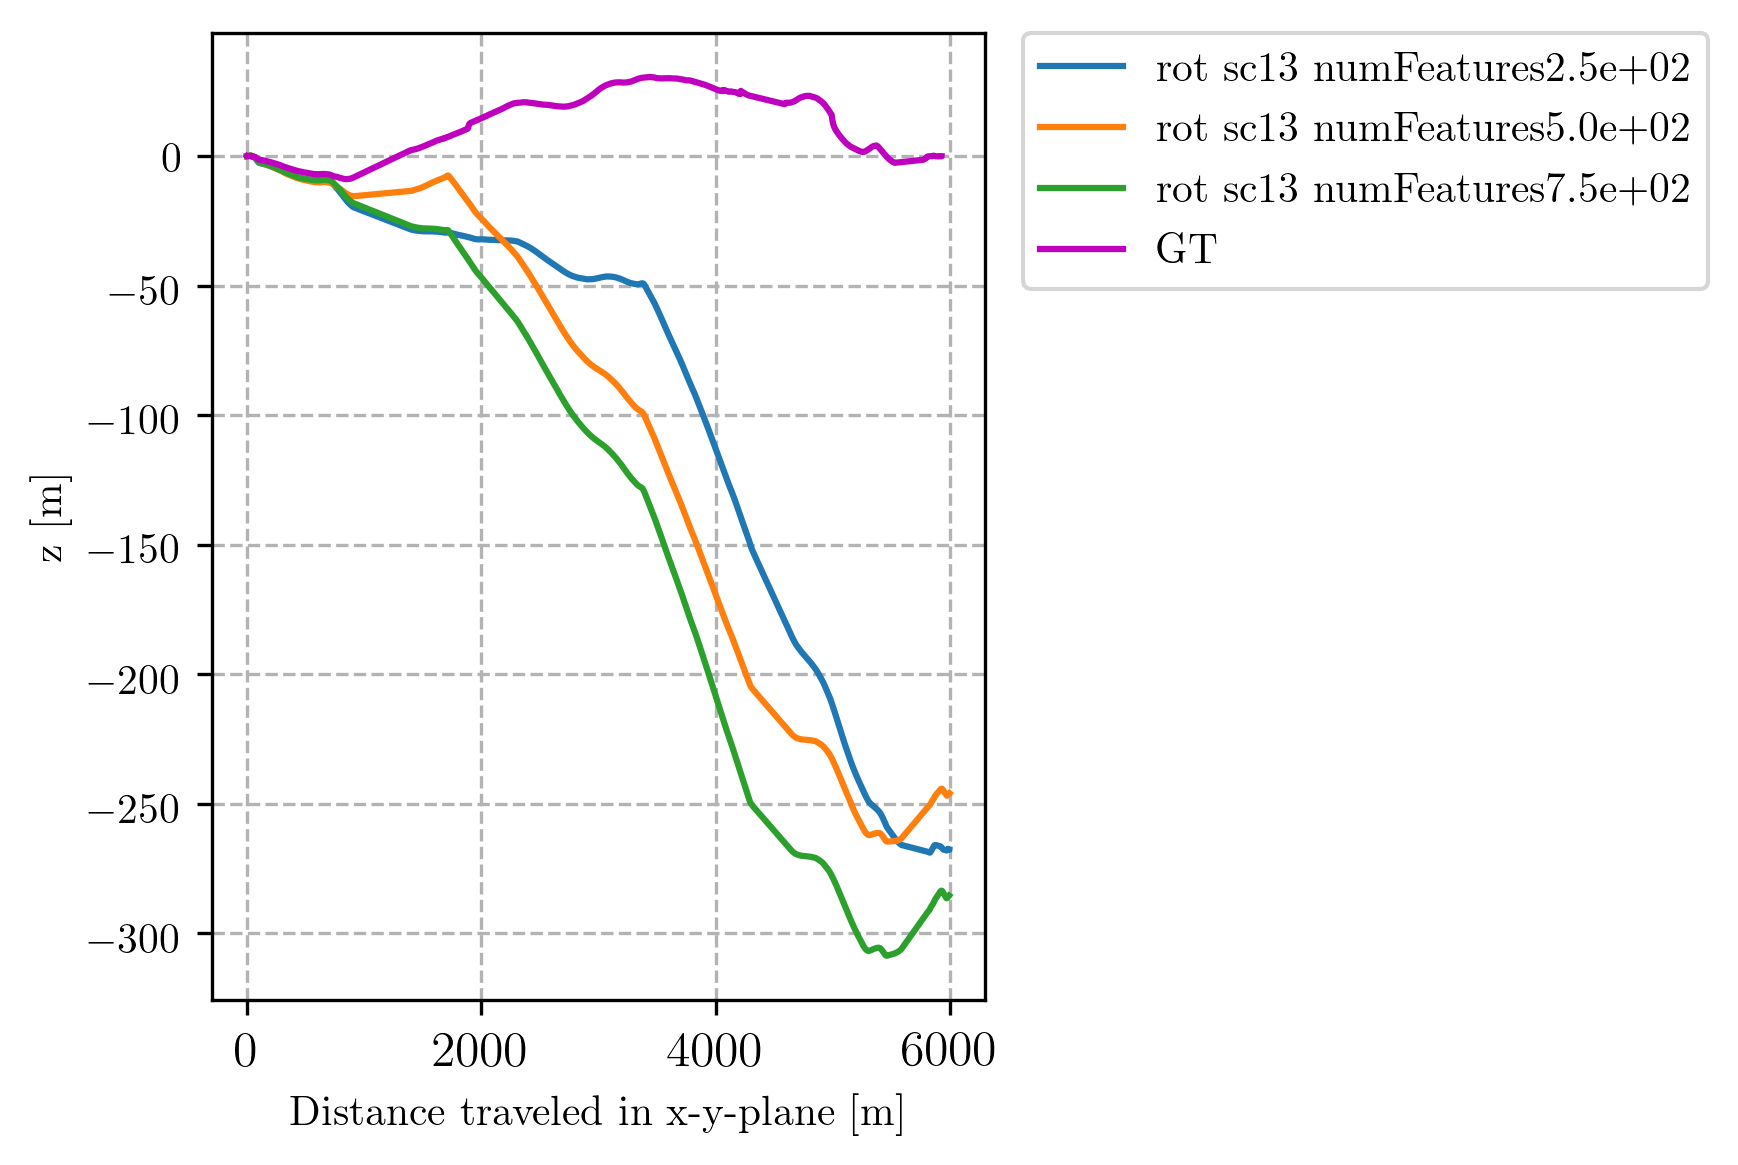 rot sc13 numFeatures2.5e+02
rot sc13 numFeatures5.0e+02
rot sc13 numFeatures7.5e+02
GT
0
−50
−100
−150
−200
−250
−300
z [m]
0 2000 4000 6000
Distance traveled in x-y-plane [m]